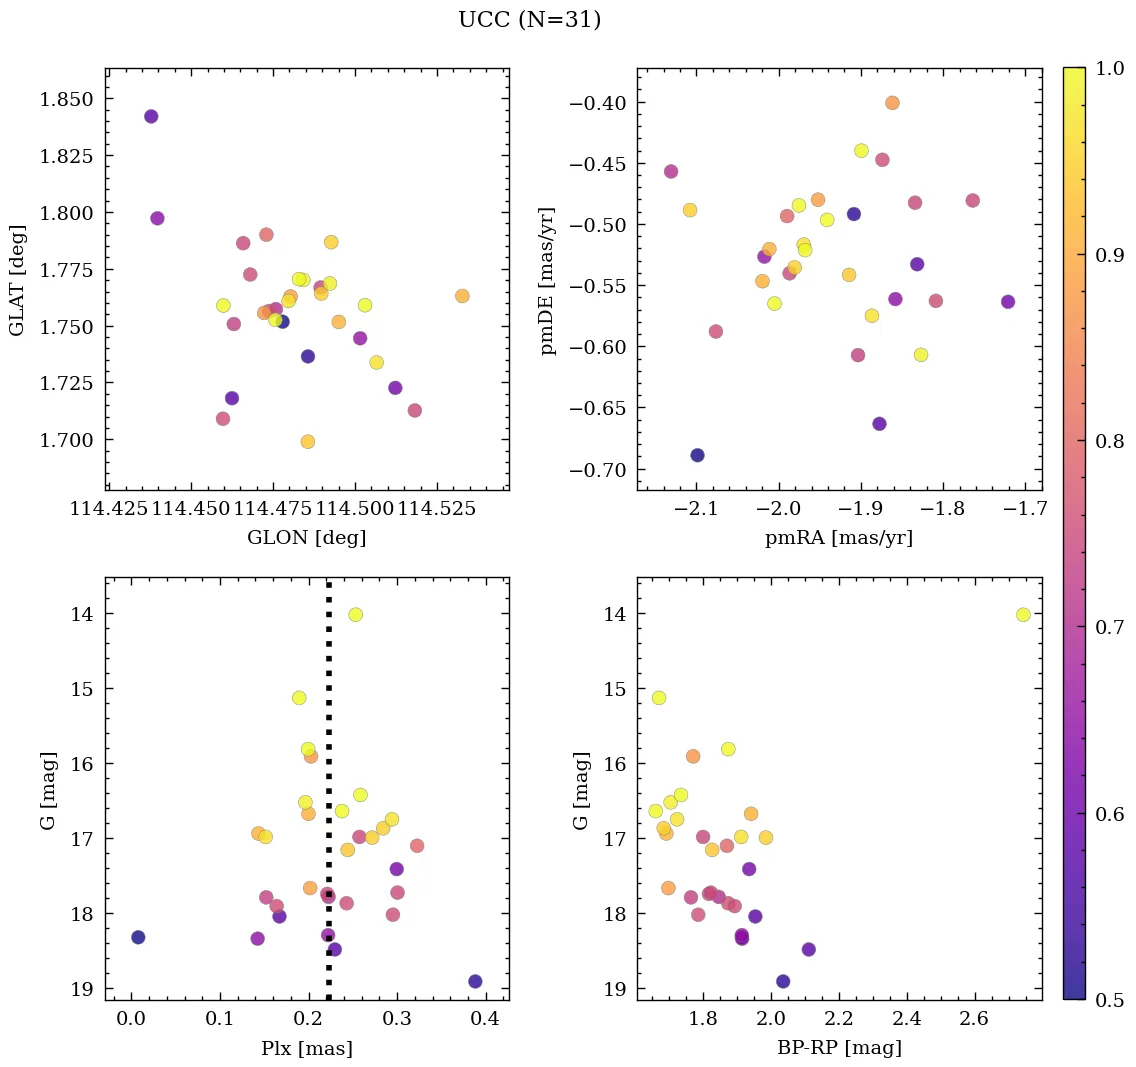 UCC (N=31)
1.850
1.825
1.800
1.775
1.750
1.725
1.700
GLAT [deg]
114.425 114.450 114.475 114.500 114.525
GLON [deg]
−0.40
−0.45
−0.50
−0.55
−0.60
−0.65
−0.70
pmDE [mas/yr]
−2.1 −2.0 −1.9 −1.8 −1.7
pmRA [mas/yr]
14
15
16
17
18
19
G [mag]
0.0 0.1 0.2 0.3 0.4
Plx [mas]
14
15
16
17
18
19
G [mag]
1.8 2.0 2.2 2.4 2.6
BP-RP [mag]
1.0
0.9
0.8
0.7
0.6
0.5